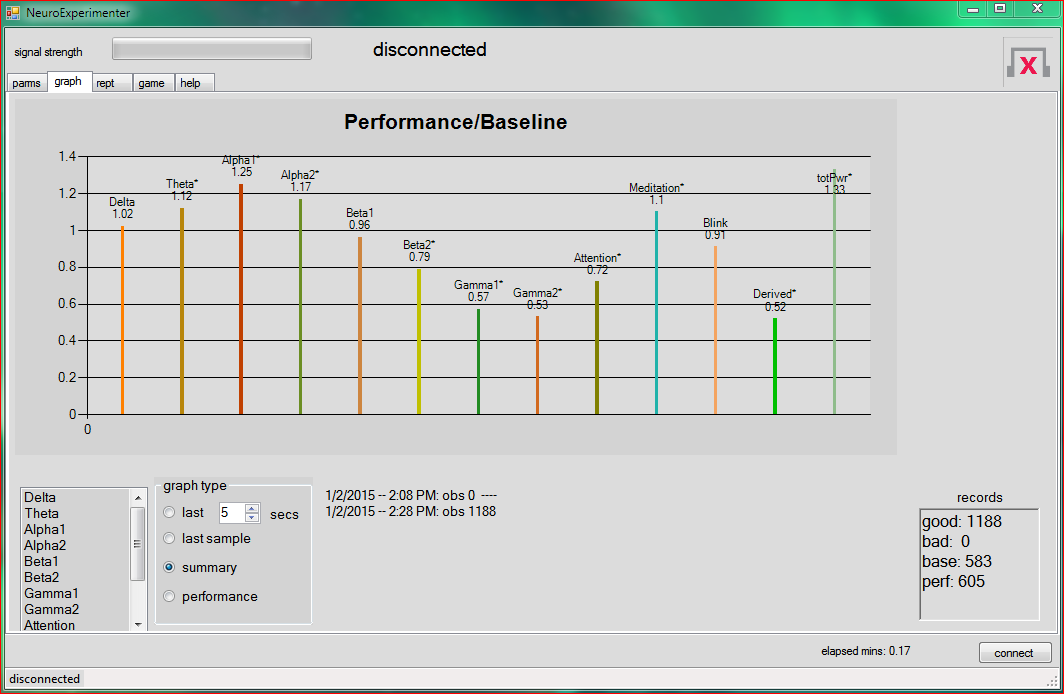 NeuroExperimenter
signal strength
disconnected
X
params graph rept game help
Performance/Baseline
1.4
1.2
1
0.8
0.6
0.4
0.2
0
0
Delta
1.02
Theta*
1.12
Alpha1*
1.25
Alpha2*
1.17
Beta1
0.96
Beta2*
0.79
Gamma1*
0.57
Gamma2*
0.53
Attention*
0.72
Meditation*
1.1
Blink
0.91
Derived*
0.52
totPwr*
1.33
Delta
Theta
Alpha1
Alpha2
Beta1
Beta2
Gamma1
Gamma2
Attention
graph type
last 5 secs
last sample
summary
performance
1/2/2015 -- 2:08 PM: obs 0 ----
1/2/2015 -- 2:28 PM: obs 1188
records
good: 1188
bad: 0
base: 583
perf: 605
elapsed mins: 0.17
connect
disconnected